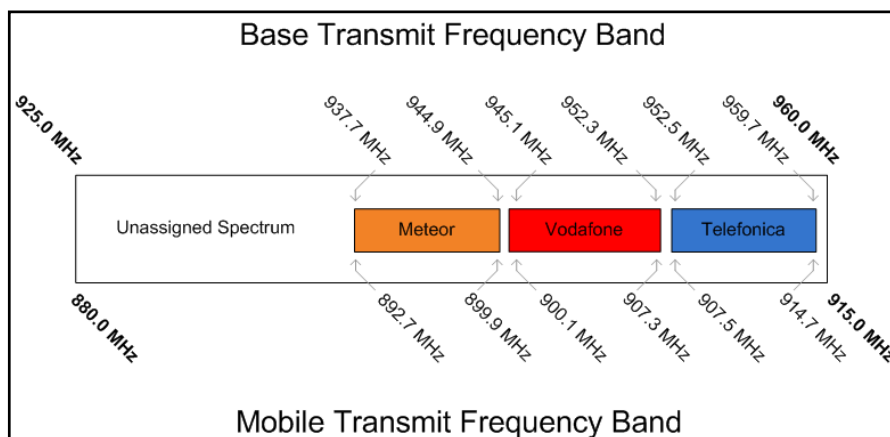 Base Transmit Frequency Band
925.0 MHz
937.7 MHz
944.9 MHz
945.1 MHz
952.3 MHz
952.5 MHz
959.7 MHz
960.0 MHz
Unassigned Spectrum
Meteor
Vodafone
Telefonica
880.0 MHz
892.7 MHz
899.9 MHz
900.1 MHz
907.3 MHz
907.5 MHz
914.7 MHz
915.0 MHz
Mobile Transmit Frequency Band